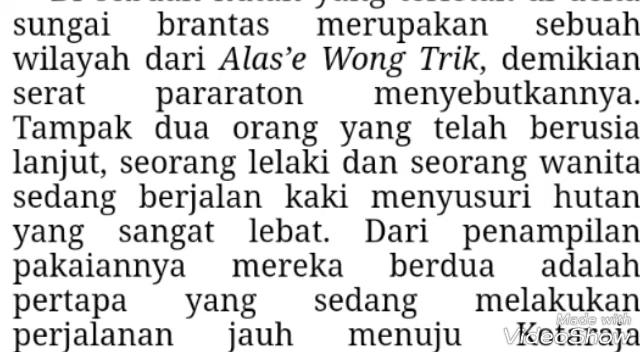 sungai brantas merupakan sebuah
wilayah dari Alas’e Wong Trik, demikian
serat pararaton menyebutkannya.
Tampak dua orang yang telah berusia
lanjut, seorang lelaki dan seorang wanita
sedang berjalan kaki menyusuri hutan
yang sangat lebat. Dari penampilan
pakaiannya mereka berdua adalah
pertapa yang sedang melakukan
perjalanan jauh menuju Kotaraja
Made with
VideoShow